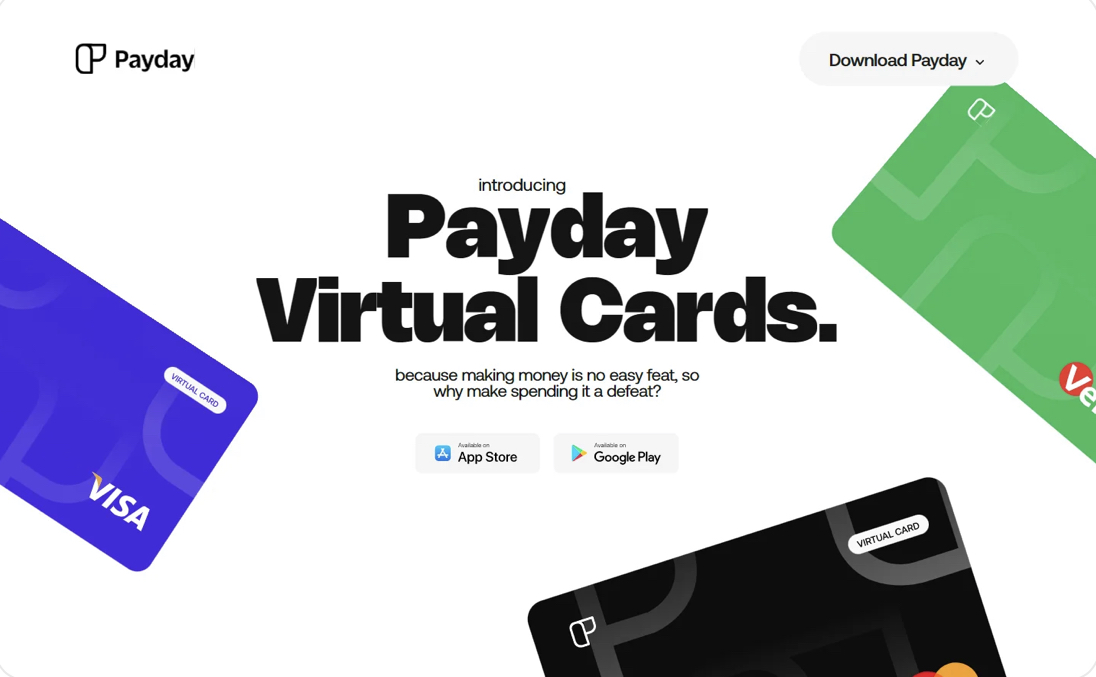 Payday
Download Payday
introducing
Payday
Virtual Cards.
because making money is no easy feat, so
why make spending it a defeat?
Available on
App Store
Available on
Google Play
VIRTUAL CARD
VISA
VIRTUAL CARD